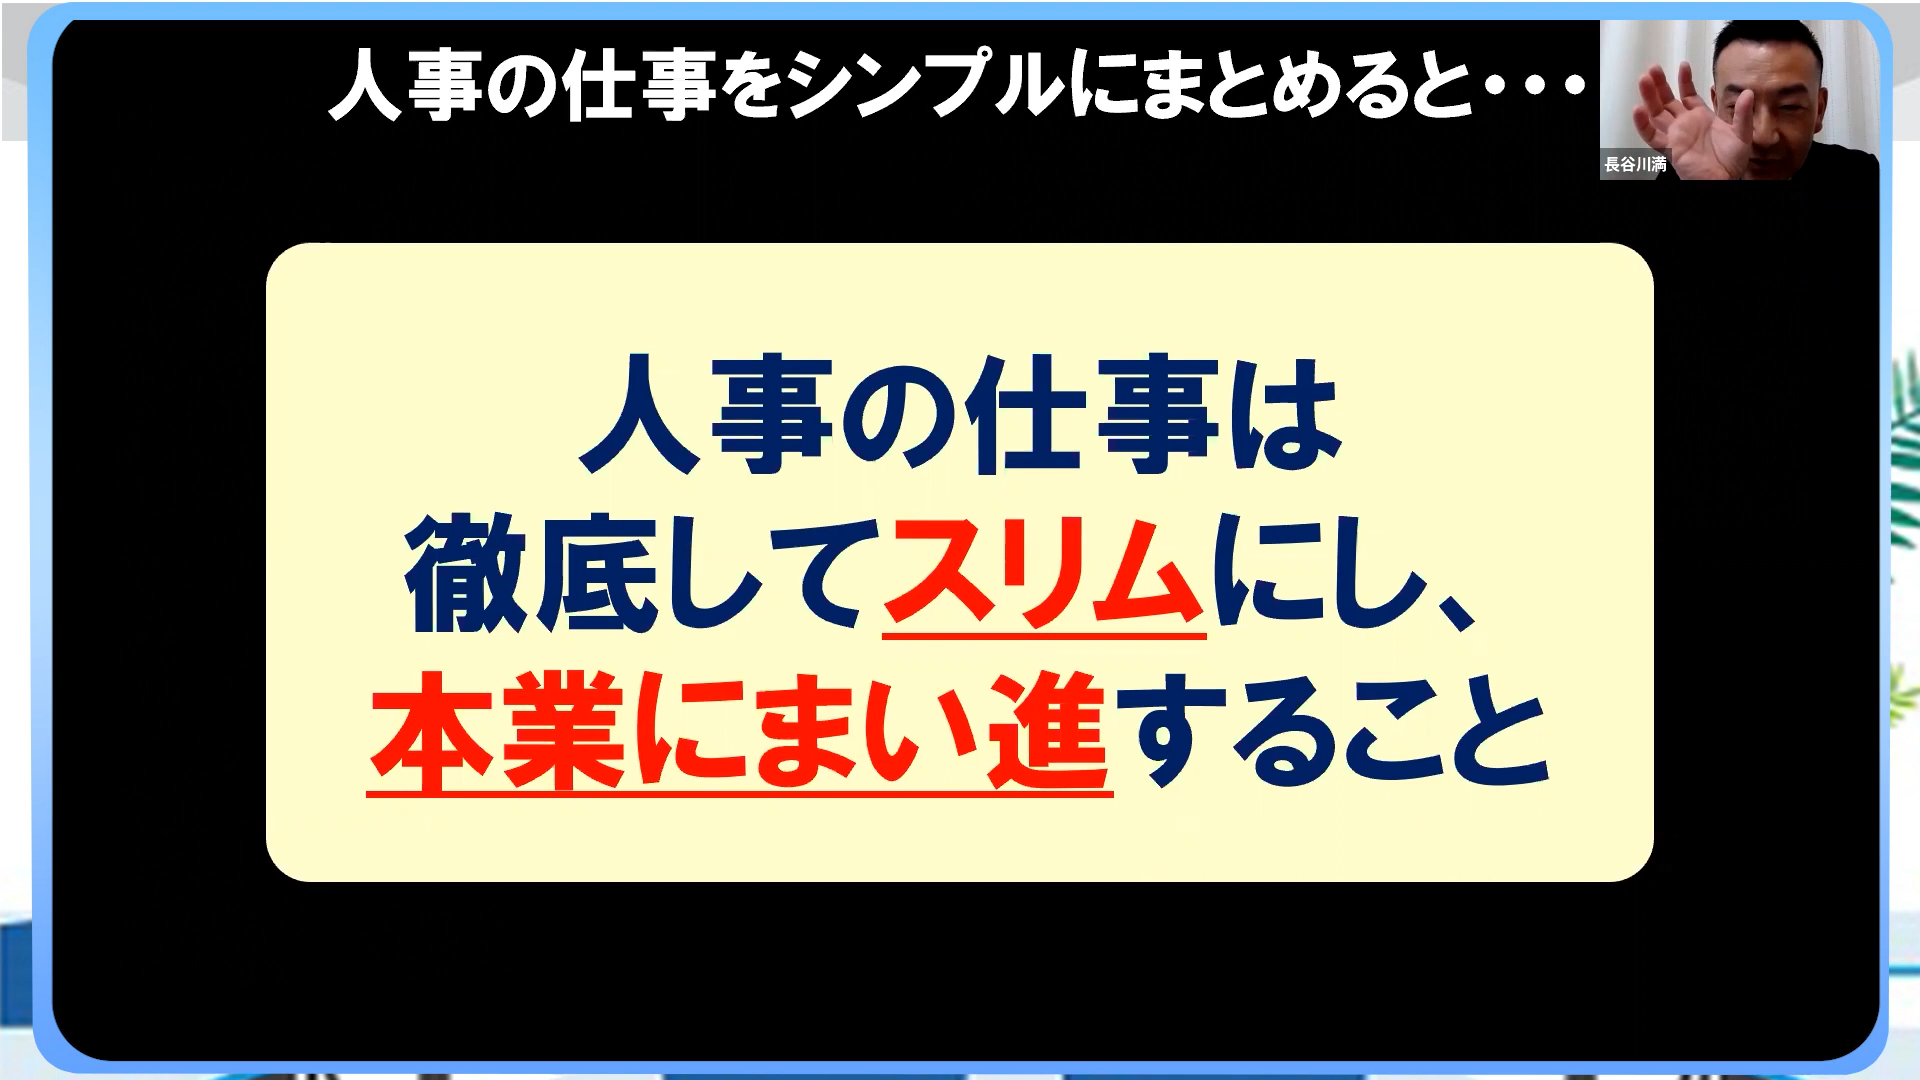 人事の仕事をシンプルにまとめると・・・
長谷川満
人事の仕事は
徹底してスリムにし、
本業にまい進すること